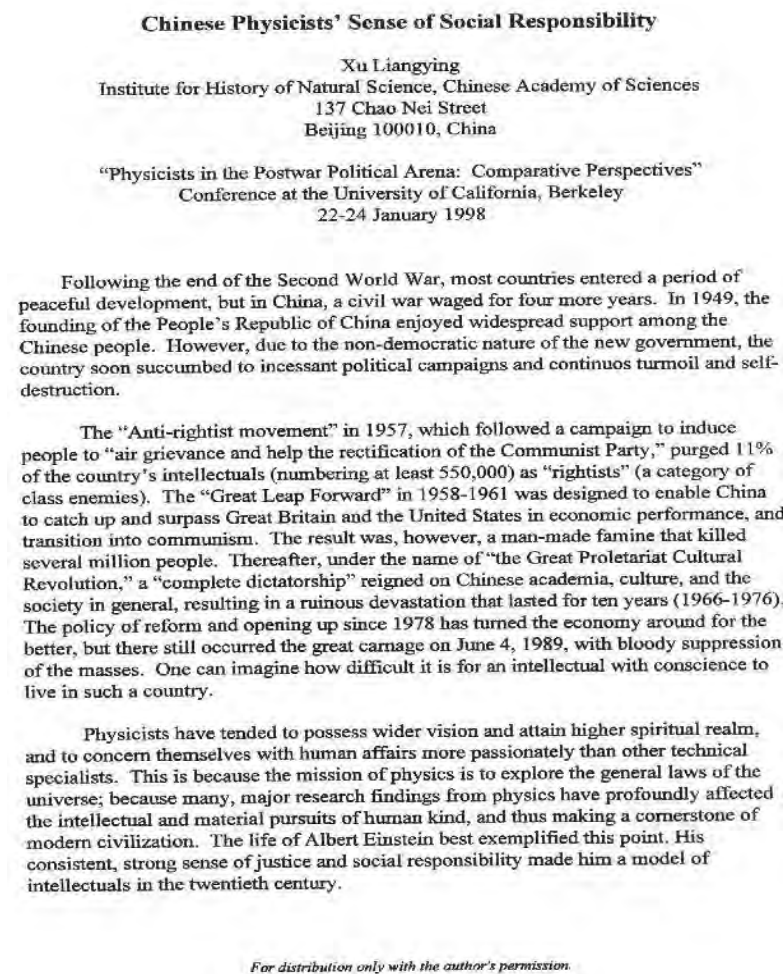 Chinese Physicists' Sense of Social Responsibility
Xu Liangying
Institute for History of Natural Science, Chinese Academy of Sciences
137 Chao Nei Street
Beijing 100010, China
“Physicists in the Postwar Political Arena: Comparative Perspectives”
Conference at the University of California, Berkeley
22-24 January 1998
Following the end of the Second World War, most countries entered a period of
peaceful development, but in China, a civil war waged for four more years. In 1949, the
founding of the People's Republic of China enjoyed widespread support among the
Chinese people. However, due to the non-democratic nature of the new government, the
country soon succumbed to incessant political campaigns and continuos turmoil and self-
destruction.
The “Anti-rightist movement” in 1957, which followed a campaign to induce
people to “air grievance and help the rectification of the Communist Party,” purged 11%
of the country's intellectuals (numbering at least 550,000) as “rightists” (a category of
class enemies). The “Great Leap Forward” in 1958-1961 was designed to enable China
to catch up and surpass Great Britain and the United States in economic performance, and
transition into communism. The result was, however, a man-made famine that killed
several million people. Thereafter, under the name of “the Great Proletariat Cultural
Revolution,” a “complete dictatorship” reigned on Chinese academia, culture, and the
society in general, resulting in a ruinous devastation that lasted for ten years (1966-1976).
The policy of reform and opening up since 1978 has turned the economy around for the
better, but there still occurred the great carnage on June 4, 1989, with bloody suppression
of the masses. One can imagine how difficult it is for an intellectual with conscience to
live in such a country.
Physicists have tended to possess wider vision and attain higher spiritual realm,
and to concern themselves with human affairs more passionately than other technical
specialists. This is because the mission of physics is to explore the general laws of the
universe; because many, major research findings from physics have profoundly affected
the intellectual and material pursuits of human kind, and thus making a cornerstone of
modern civilization. The life of Albert Einstein best exemplified this point. His
consistent, strong sense of justice and social responsibility made him a model of
intellectuals in the twentieth century.
For distribution only with the author's permission.